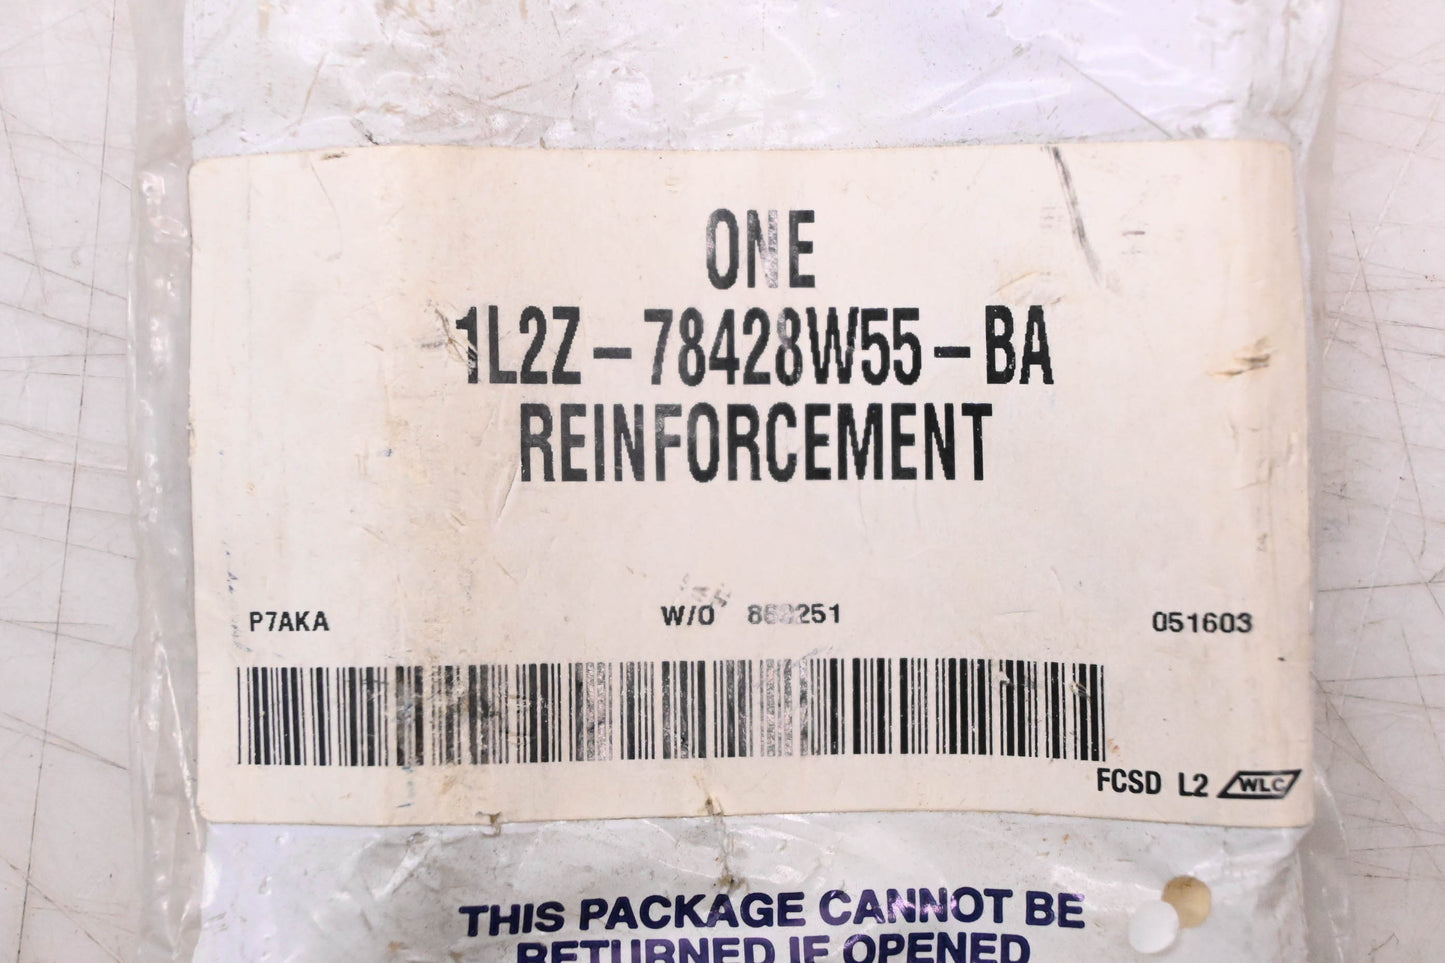 ONE
1L2Z-78428W55-BA
REINFORCEMENT
P7AKA W/O 051603
FCSD L2 WLC
THIS PACKAGE CANNOT BE
RETURNED IF OPENED